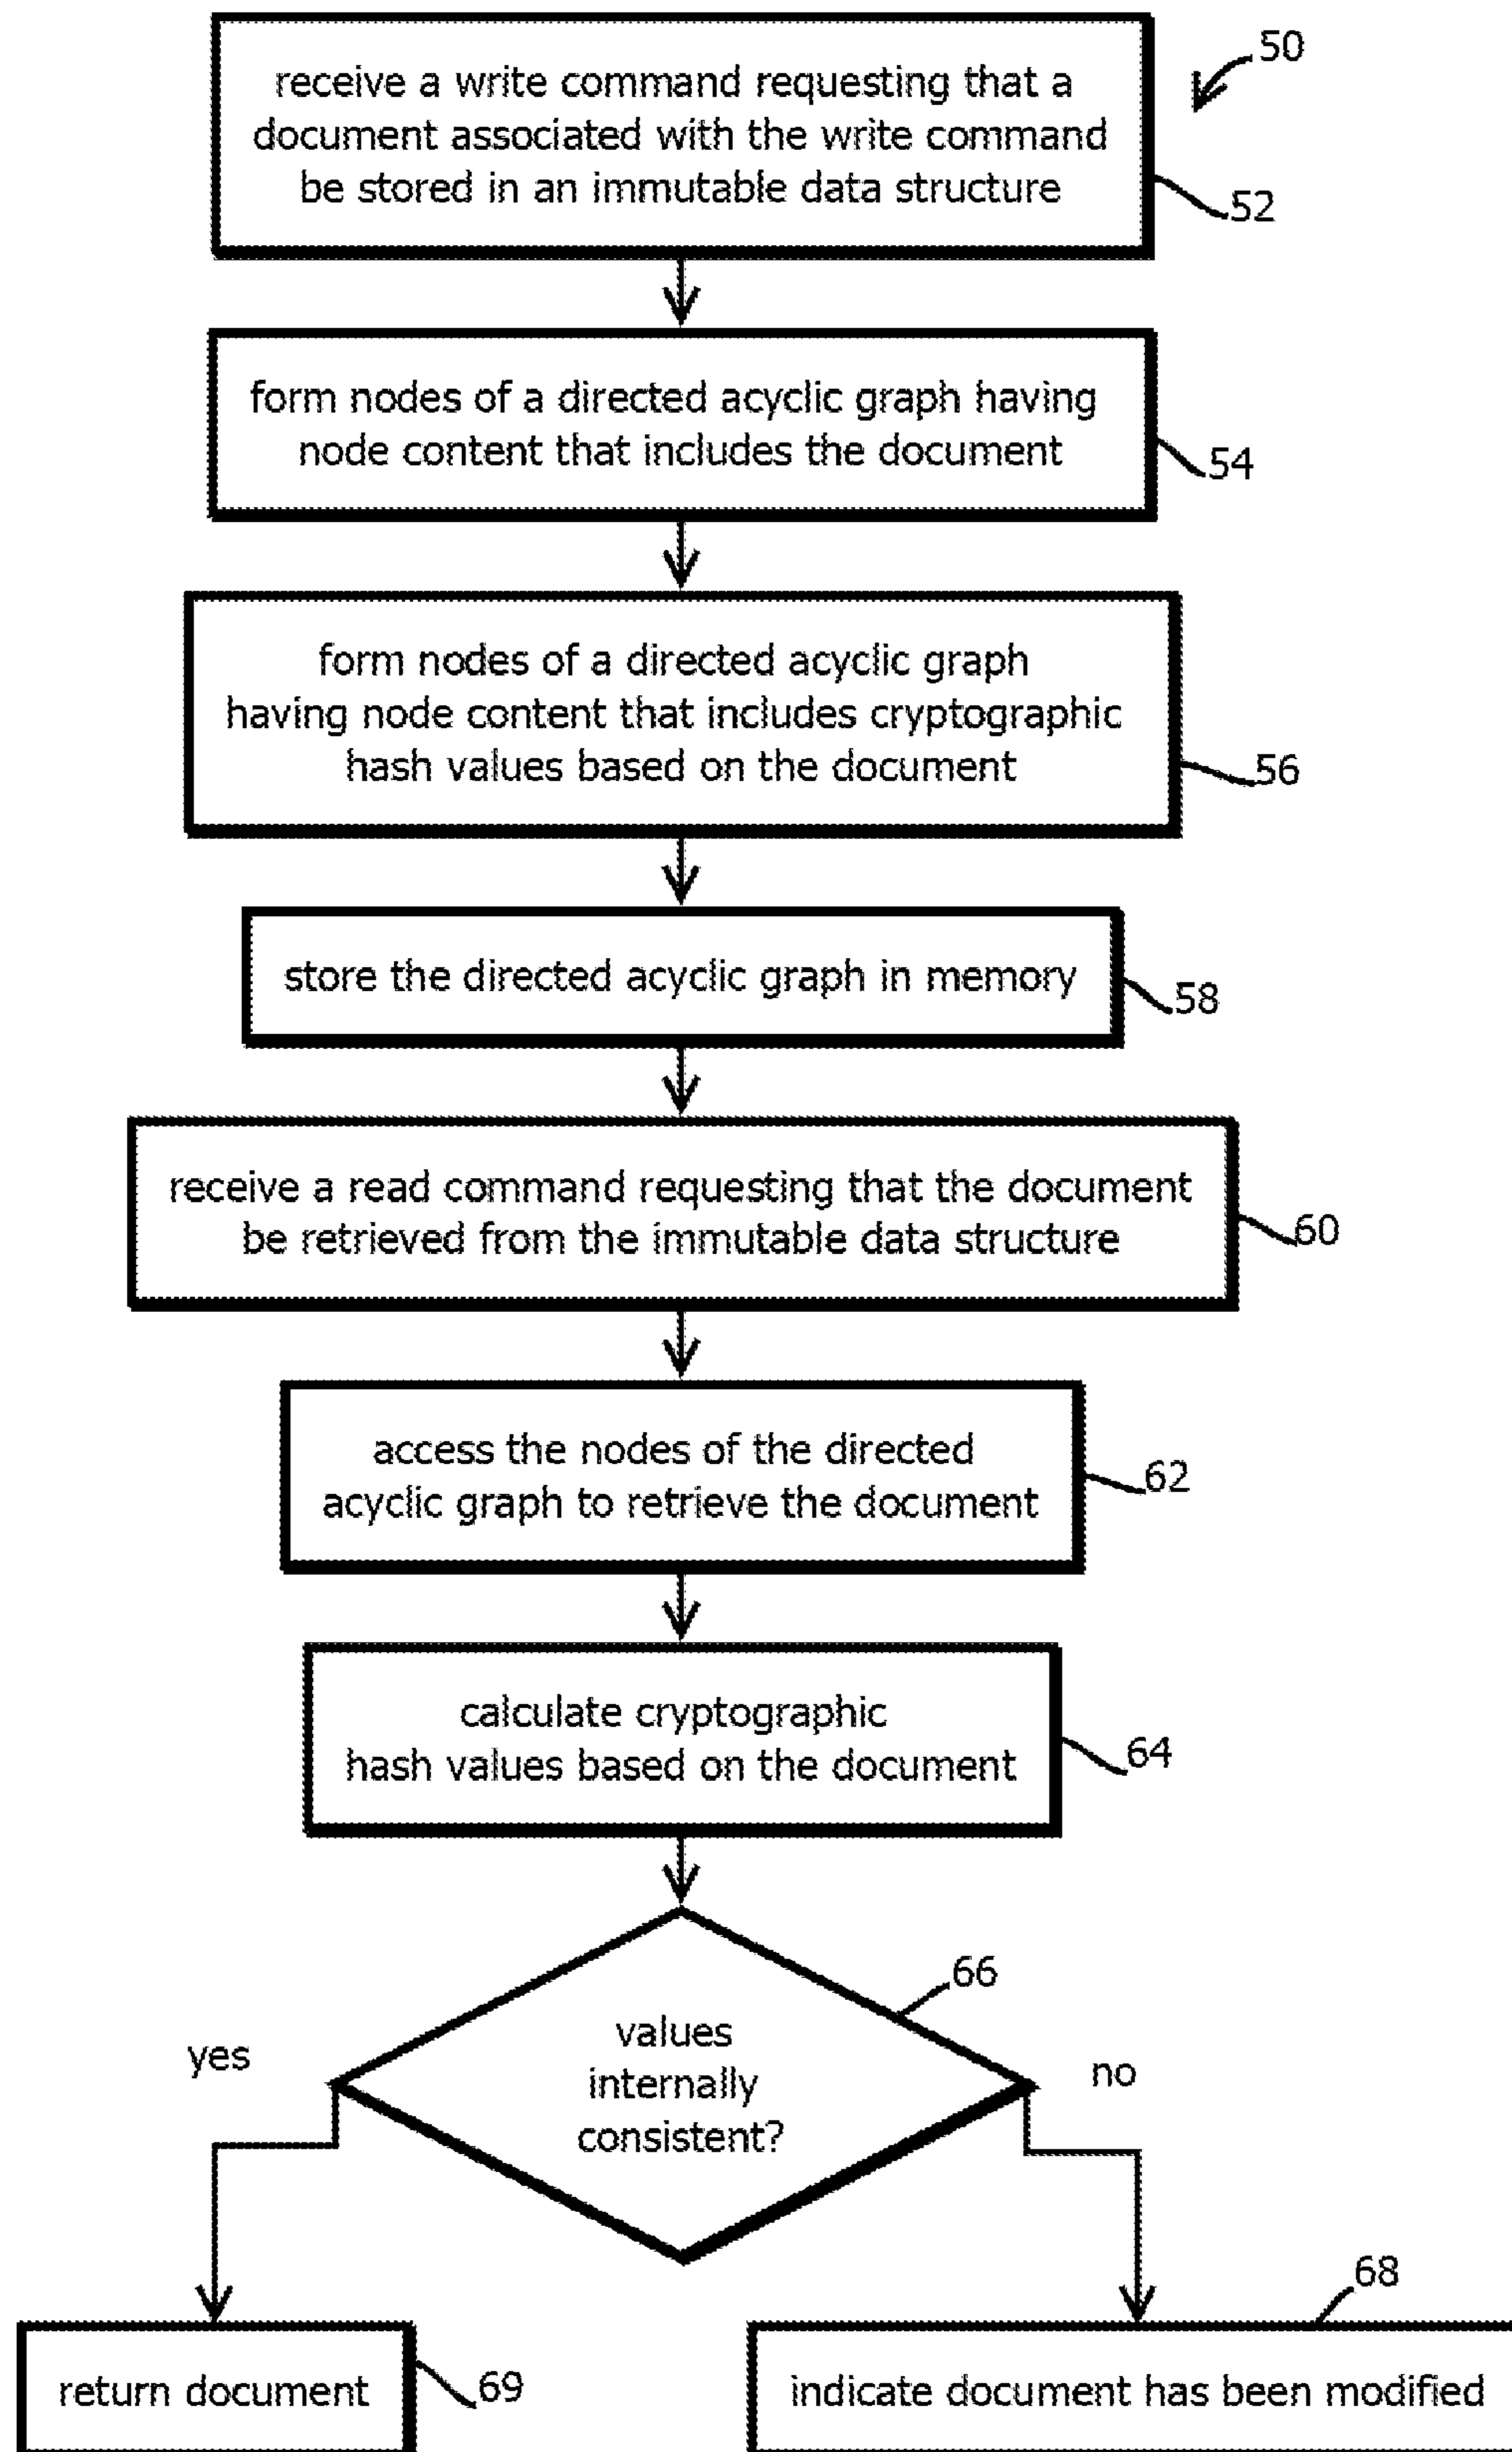 50
receive a write command requesting that a
document associated with the write command
be stored in an immutable data structure
52
form nodes of a directed acyclic graph having
node content that includes the document
54
form nodes of a directed acyclic graph
having node content that includes cryptographic
hash values based on the document
56
store the directed acyclic graph in memory
58
receive a read command requesting that the document
be retrieved from the immutable data structure
60
access the nodes of the directed
acyclic graph to retrieve the document
62
calculate cryptographic
hash values based on the document
64
66
values
internally
consistent?
yes
no
68
return document
69
indicate document has been modified